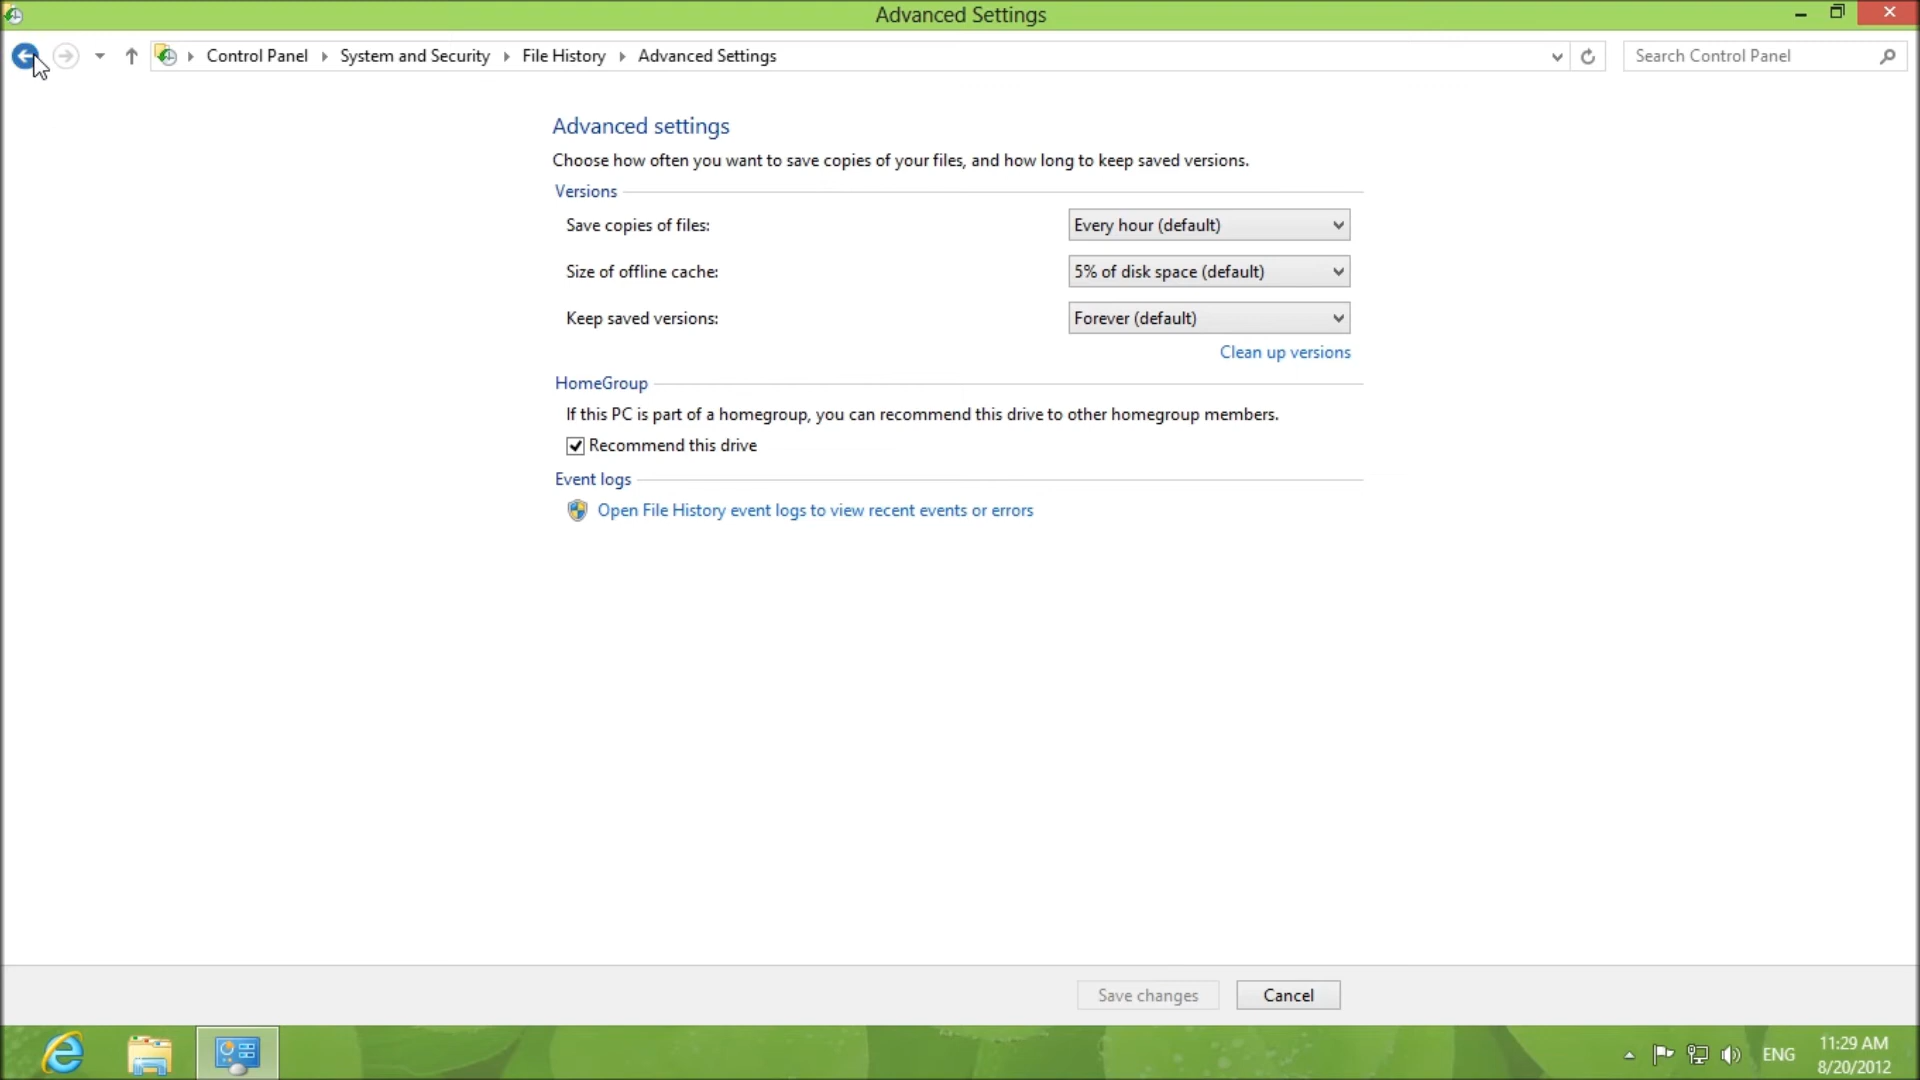 Advanced Settings
Control Panel System and Security File History Advanced Settings
Search Control Panel
Advanced settings
Choose how often you want to save copies of your files, and how long to keep saved versions.
Versions
Save copies of files: Every hour (default)
Size of offline cache: 5% of disk space (default)
Keep saved versions: Forever (default)
Clean up versions
HomeGroup
If this PC is part of a homegroup, you can recommend this drive to other homegroup members.
Recommend this drive
Event logs
Open File History event logs to view recent events or errors
Save changes Cancel
ENG
11:29 AM
8/20/2012